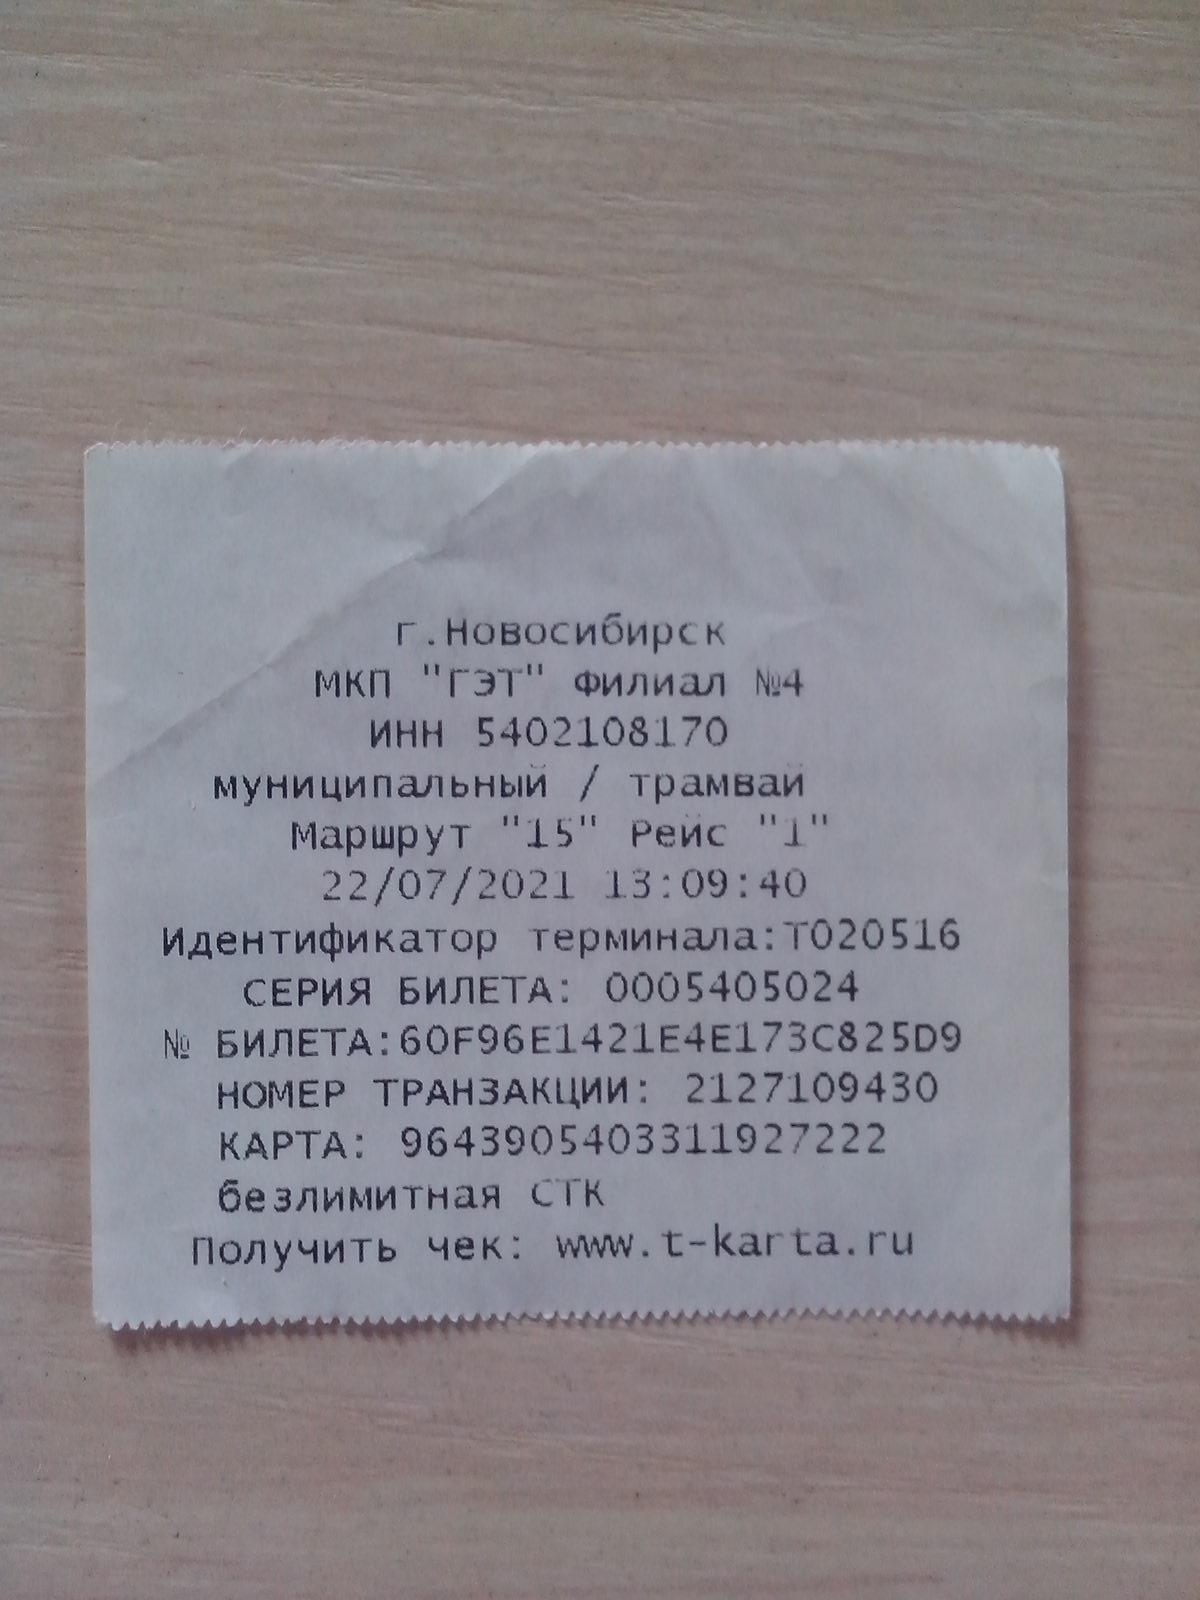 г.Новосибирск
МКП "ГЭТ" Филиал №4
ИНН 5402108170
муниципальный / трамвай
Маршрут "15" Рейс "1"
22/07/2021 13:09:40
Идентификатор терминала:T020516
СЕРИЯ БИЛЕТА: 0005405024
№ БИЛЕТА:60F96E1421E4E173C825D9
НОМЕР ТРАНЗАКЦИИ: 2127109430
КАРТА: 9643905403311927222
безлимитная СТК
Получить чек: www.t-karta.ru